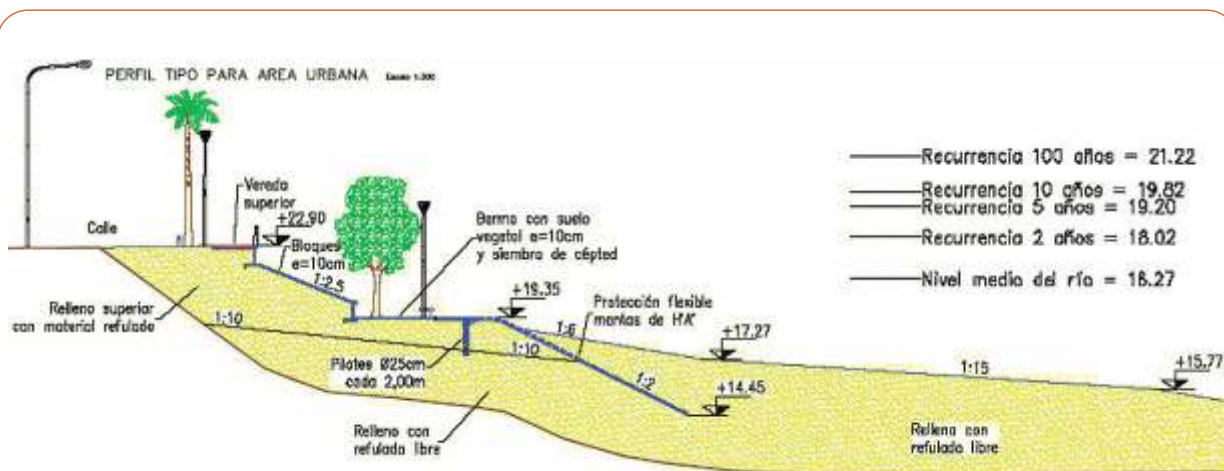 PERFIL TIPO PARA AREA URBANA Escala 1:200
Recurrencia 100 años = 21.22
Recurrencia 10 años = 19.82
Recurrencia 5 años = 19.20
Recurrencia 2 años = 18.02
Nivel medio del río = 16.27
Vereda
superior
Calle
+22.90
Bloques
e=10cm
1:2.5
Berma con suelo
vegetal e=10cm
y siembra de césped
Relleno superior
con material refulado
1:10
+19.35
Protección flexible
mantas de HºAº
1:6
+17.27
1:10
1:15
+15.77
Pilotes Ø25cm
cada 2,00m
1:2
+14.45
Relleno con
refulado libre
Relleno con
refulado libre